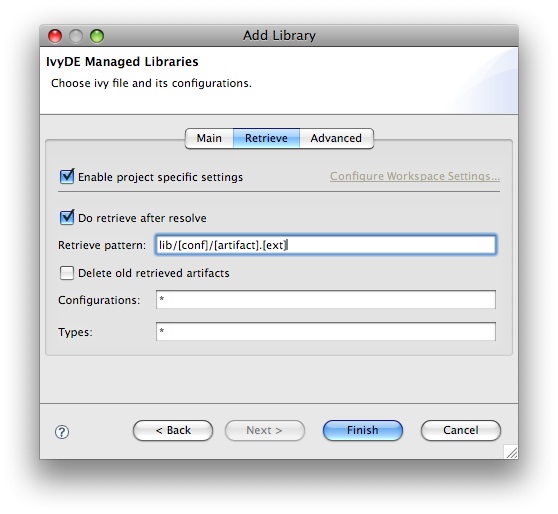 Add Library
IvyDE Managed Libraries
Choose ivy file and its configurations.
Main Retrieve Advanced
Enable project specific settings Configure Workspace Settings...
Do retrieve after resolve
Retrieve pattern: lib/[conf]/[artifact].[ext]
Delete old retrieved artifacts
Configurations: *
Types: *
? < Back Next > Finish Cancel